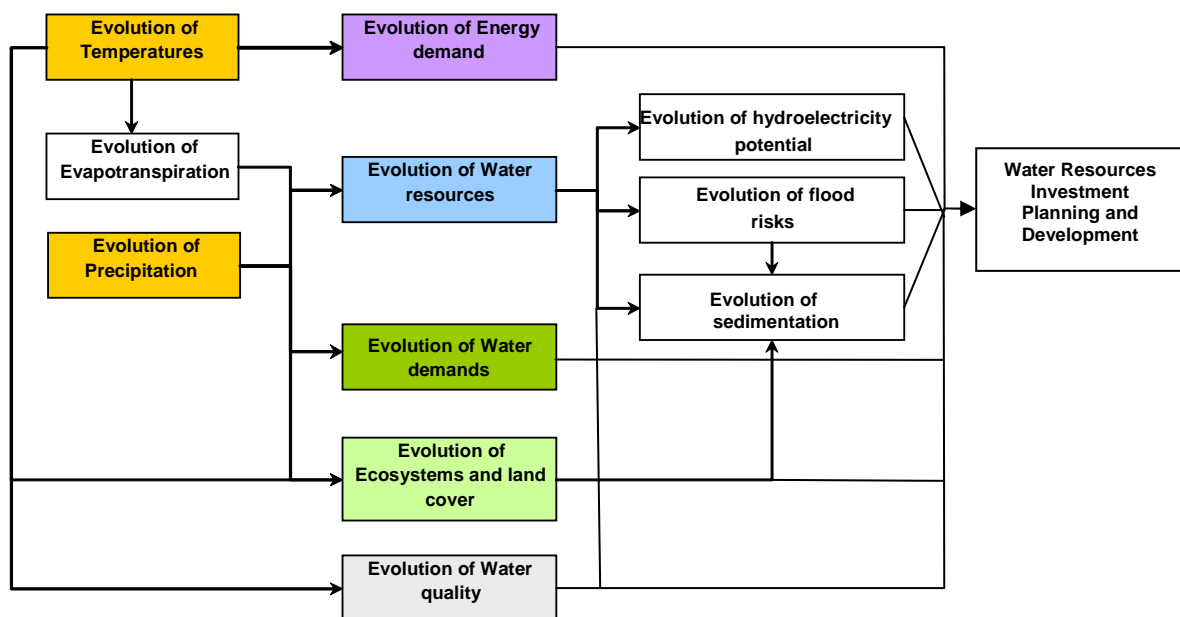 Evolution of
Temperatures
Evolution of Energy
demand
Evolution of
Evapotranspiration
Evolution of Water
resources
Evolution of hydroelectricity
potential
Evolution of flood
risks
Water Resources
Investment
Planning and
Development
Evolution of
Precipitation
Evolution of
sedimentation
Evolution of Water
demands
Evolution of
Ecosystems and land
cover
Evolution of Water
quality